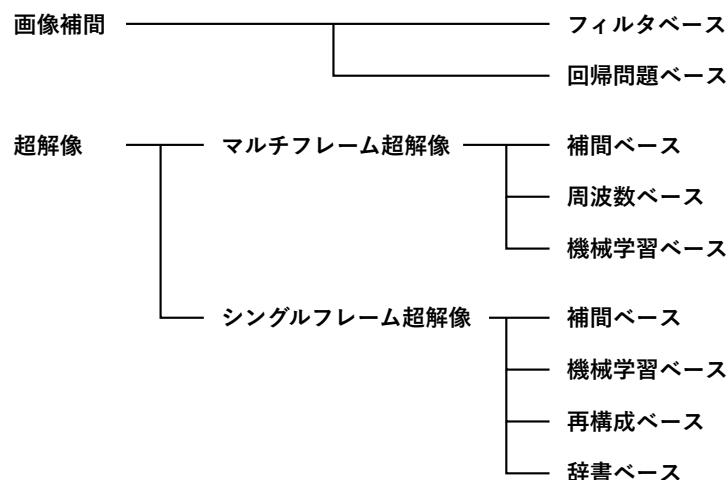 画像補間
フィルタベース
回帰問題ベース
超解像
マルチフレーム超解像
補間ベース
周波数ベース
機械学習ベース
シングルフレーム超解像
補間ベース
機械学習ベース
再構成ベース
辞書ベース